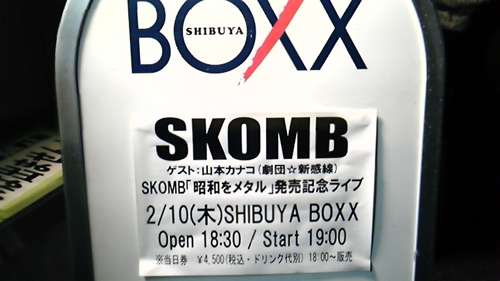 BOXX
SHIBUYA
SKOMB
ゲスト:山本カナコ(劇団☆新感線)
SKOMB「昭和をメタル」発売記念ライブ
2/10(木)SHIBUYA BOXX
Open 18:30 / Start 19:00
※当日券 ¥4,500(税込・ドリンク代別) 18:00～販売